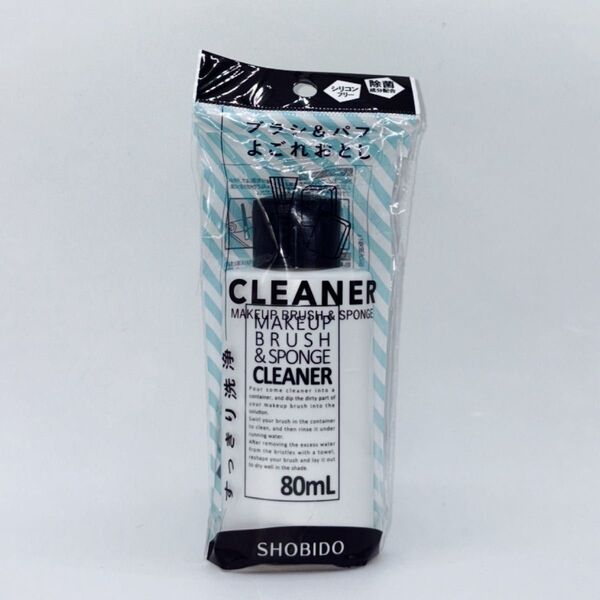 シリコン
フリー
除菌
成分配合
ブラシ&パフ
よごれおとし
CLEANER
MAKEUP BRUSH & SPONGE
MAKEUP
BRUSH
& SPONGE
CLEANER
Pour some cleaner into a
container, and dip the dirty part of
your makeup brush into the
solution.
Swirl your brush in the container
to clean, and then rinse it under
running water.
After removing the excess water
from the bristles with a towel,
reshape your brush and lay it out
to dry well in the shade.
80mL
すっきり洗浄
SHOBIDO